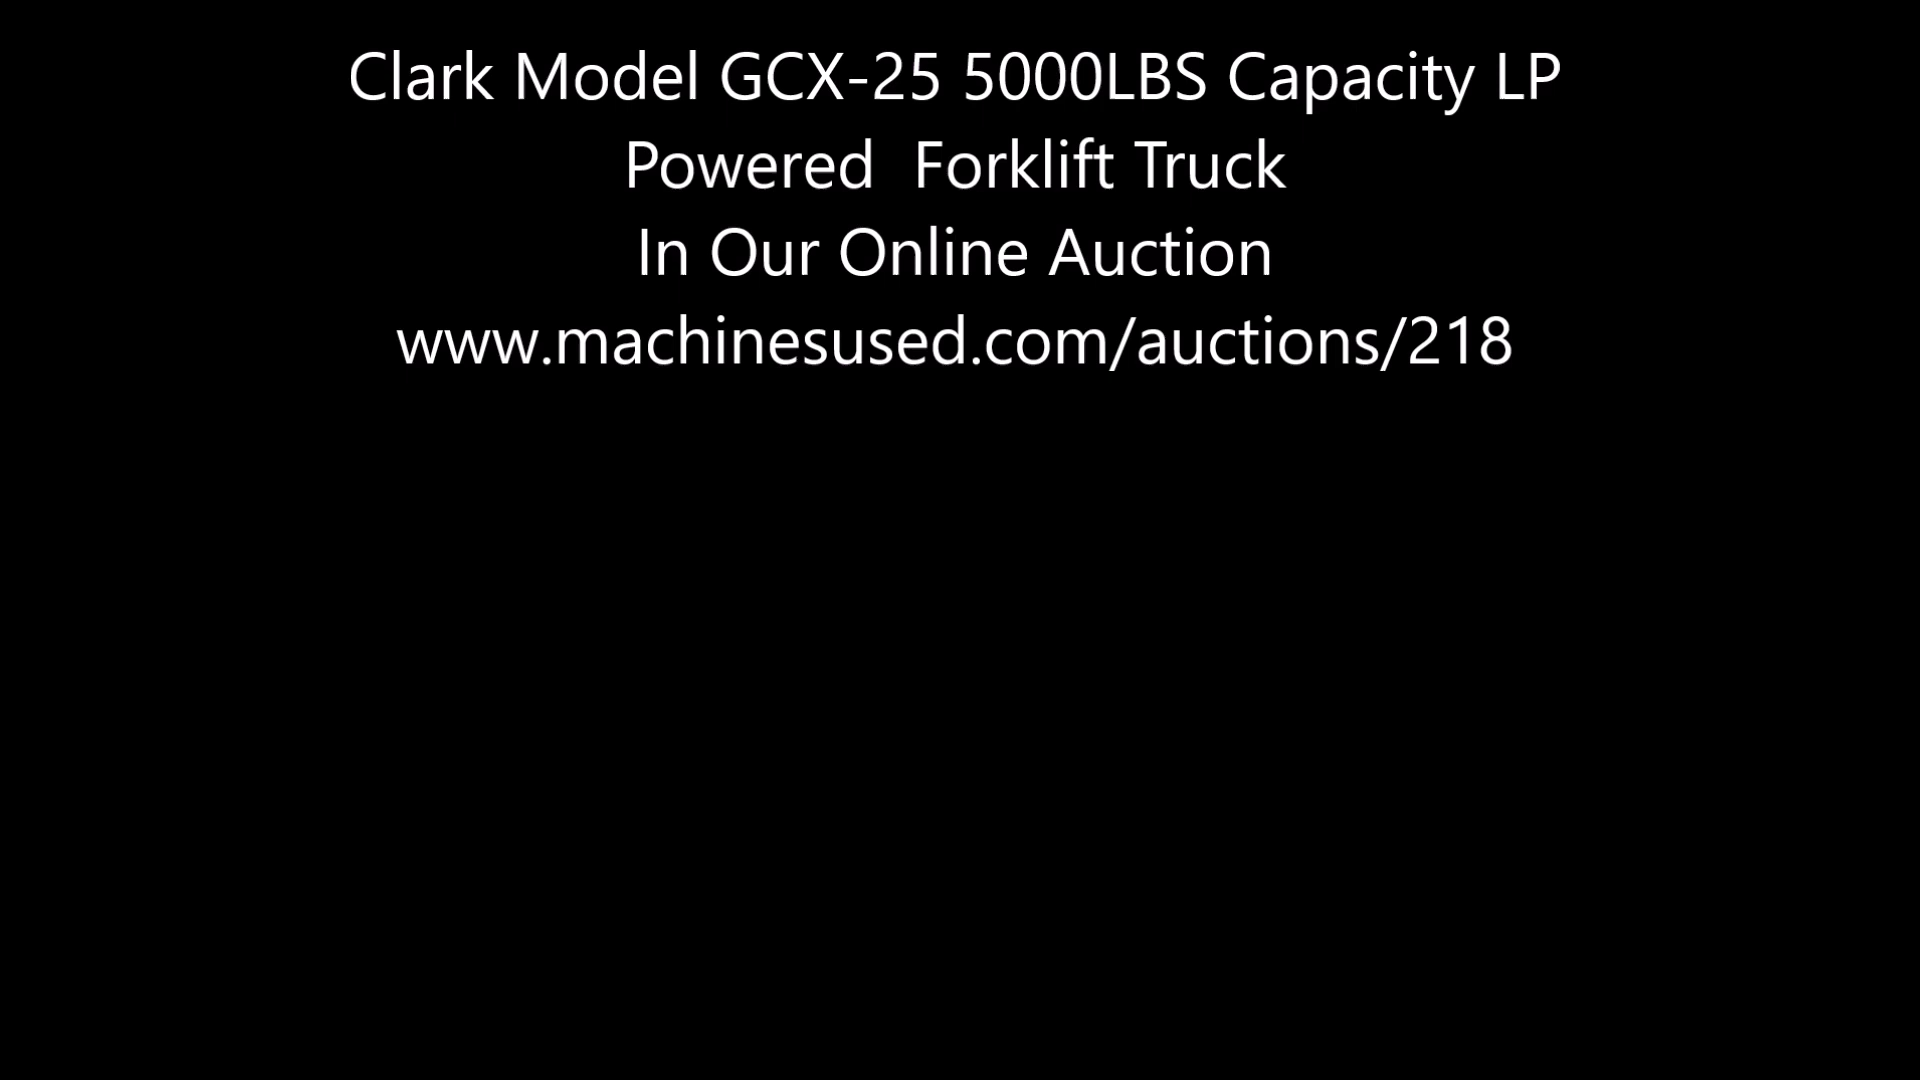 Clark Model GCX-25 5000LBS Capacity LP
Powered  Forklift Truck
In Our Online Auction
www.machinesused.com/auctions/218